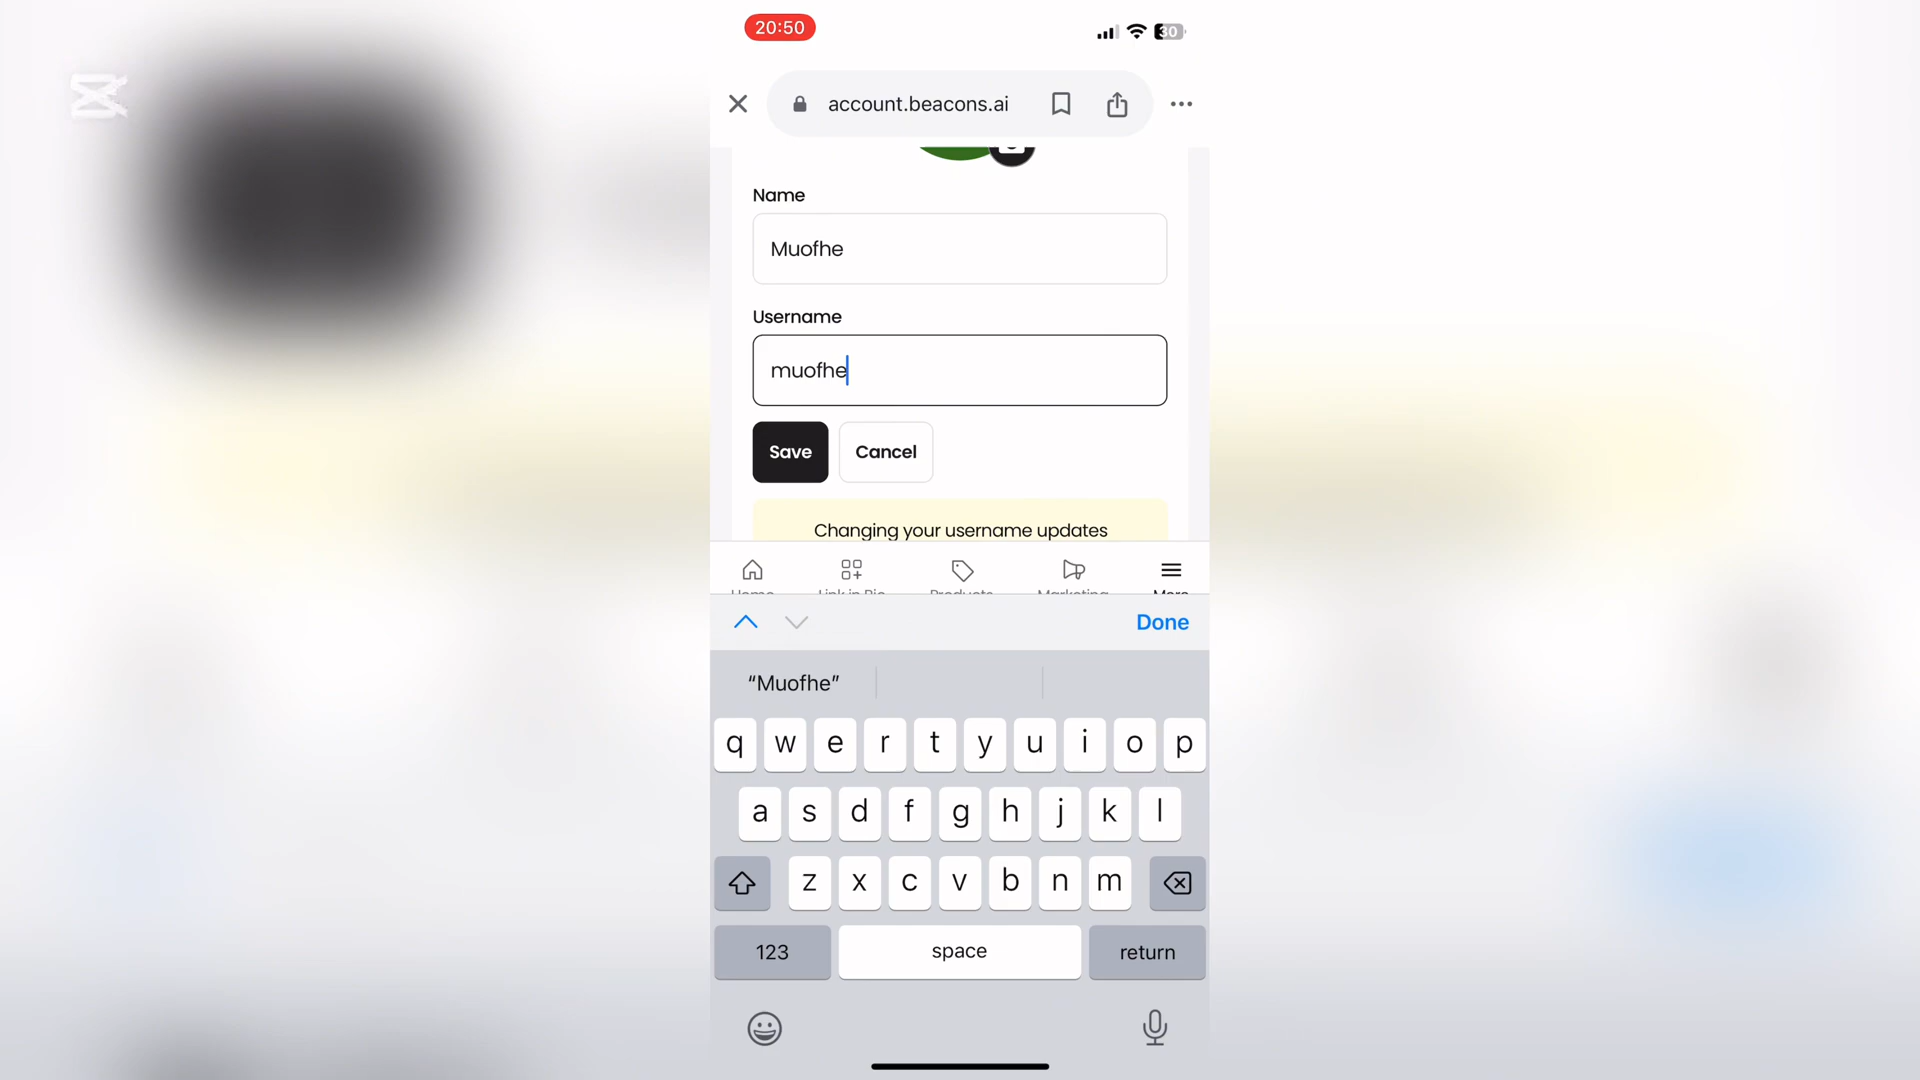 20:50
30
account.beacons.ai
Name
Muofhe
Username
muofhe
Save
Cancel
Changing your username updates
Home
Link in Bio
Products
Marketing
More
Done
“Muofhe”
q w e r t y u i o p
a s d f g h j k l
z x c v b n m
123
space
return